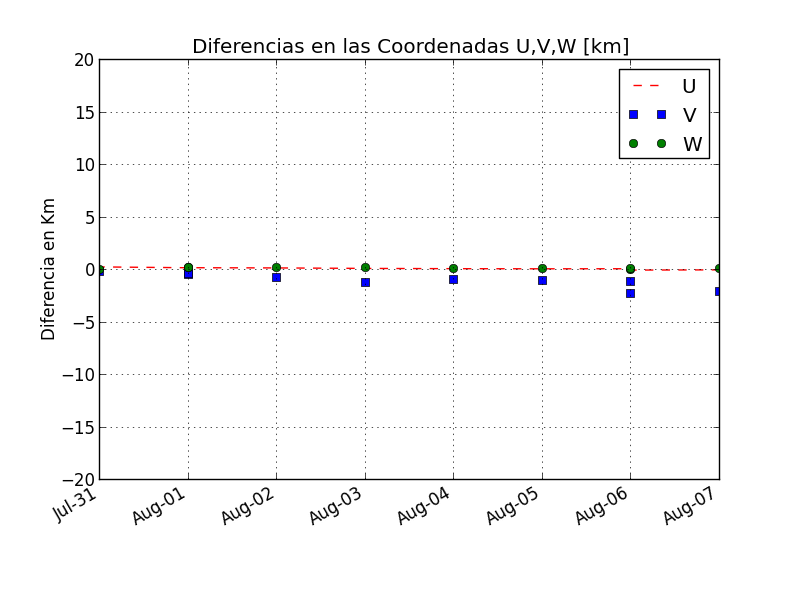 Diferencias en las Coordenadas U,V,W [km]
U
V
W
Diferencia en Km
20
15
10
5
0
−5
−10
−15
−20
Jul-31
Aug-01
Aug-02
Aug-03
Aug-04
Aug-05
Aug-06
Aug-07